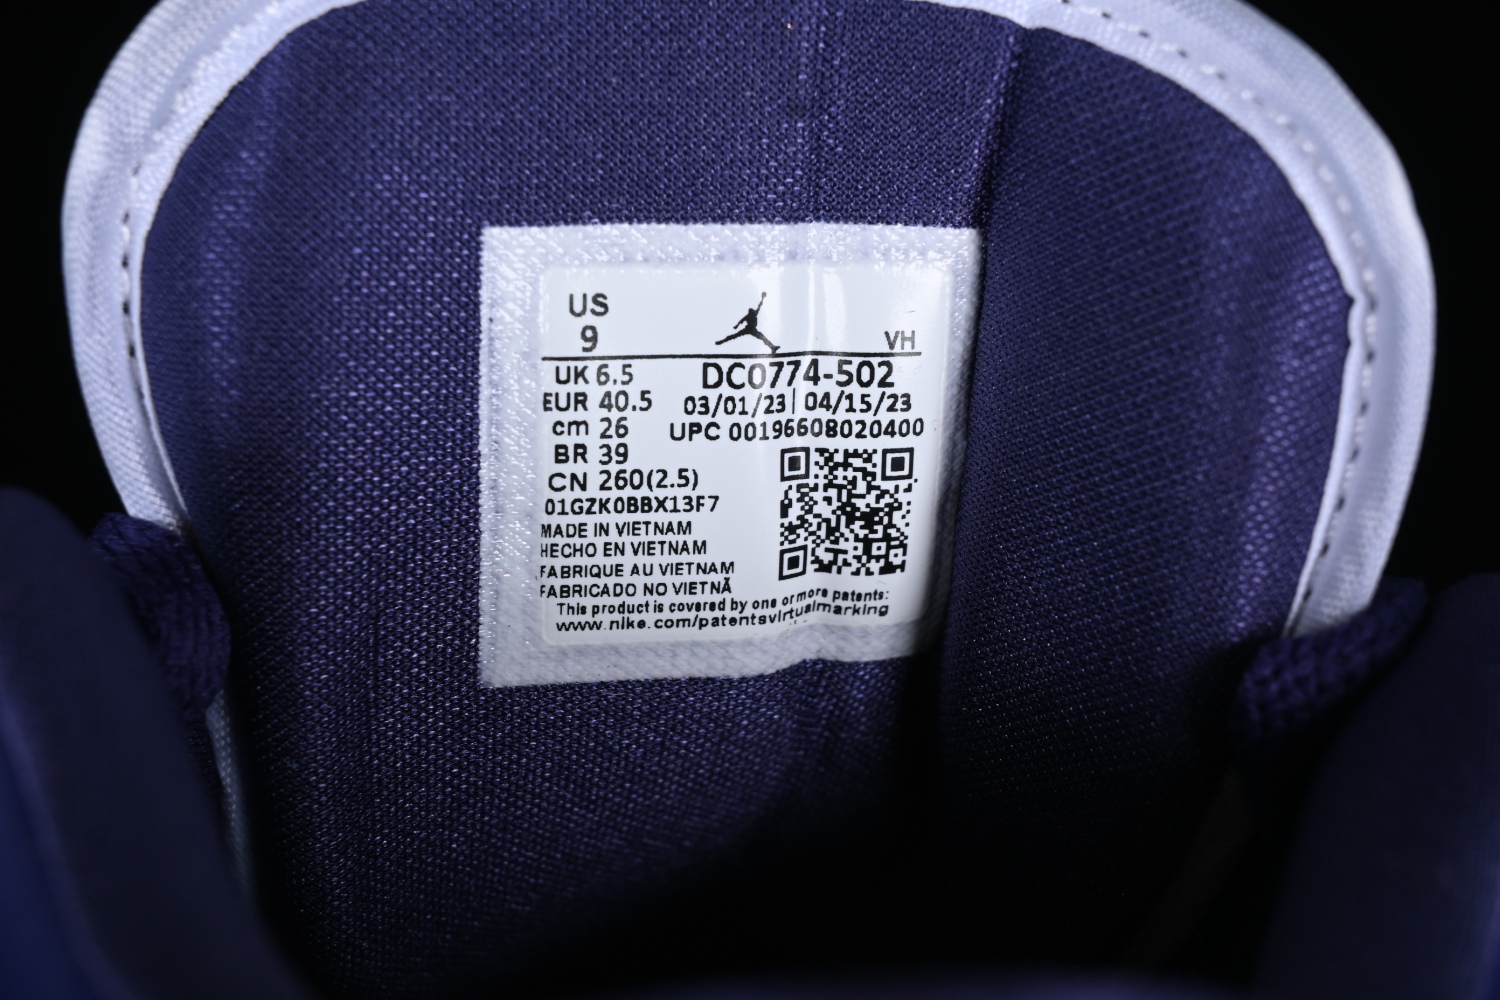 US
9
VH
UK 6.5
DC0774-502
EUR 40.5
03/01/23 | 04/15/23
cm 26
UPC 00196608020400
BR 39
CN 260(2.5)
01GZK0BBX13F7
MADE IN VIETNAM
HECHO EN VIETNAM
FABRIQUE AU VIETNAM
FABRICADO NO VIETNÃ
This product is covered by one or more patents:
www.nike.com/patentsvirtualmarking